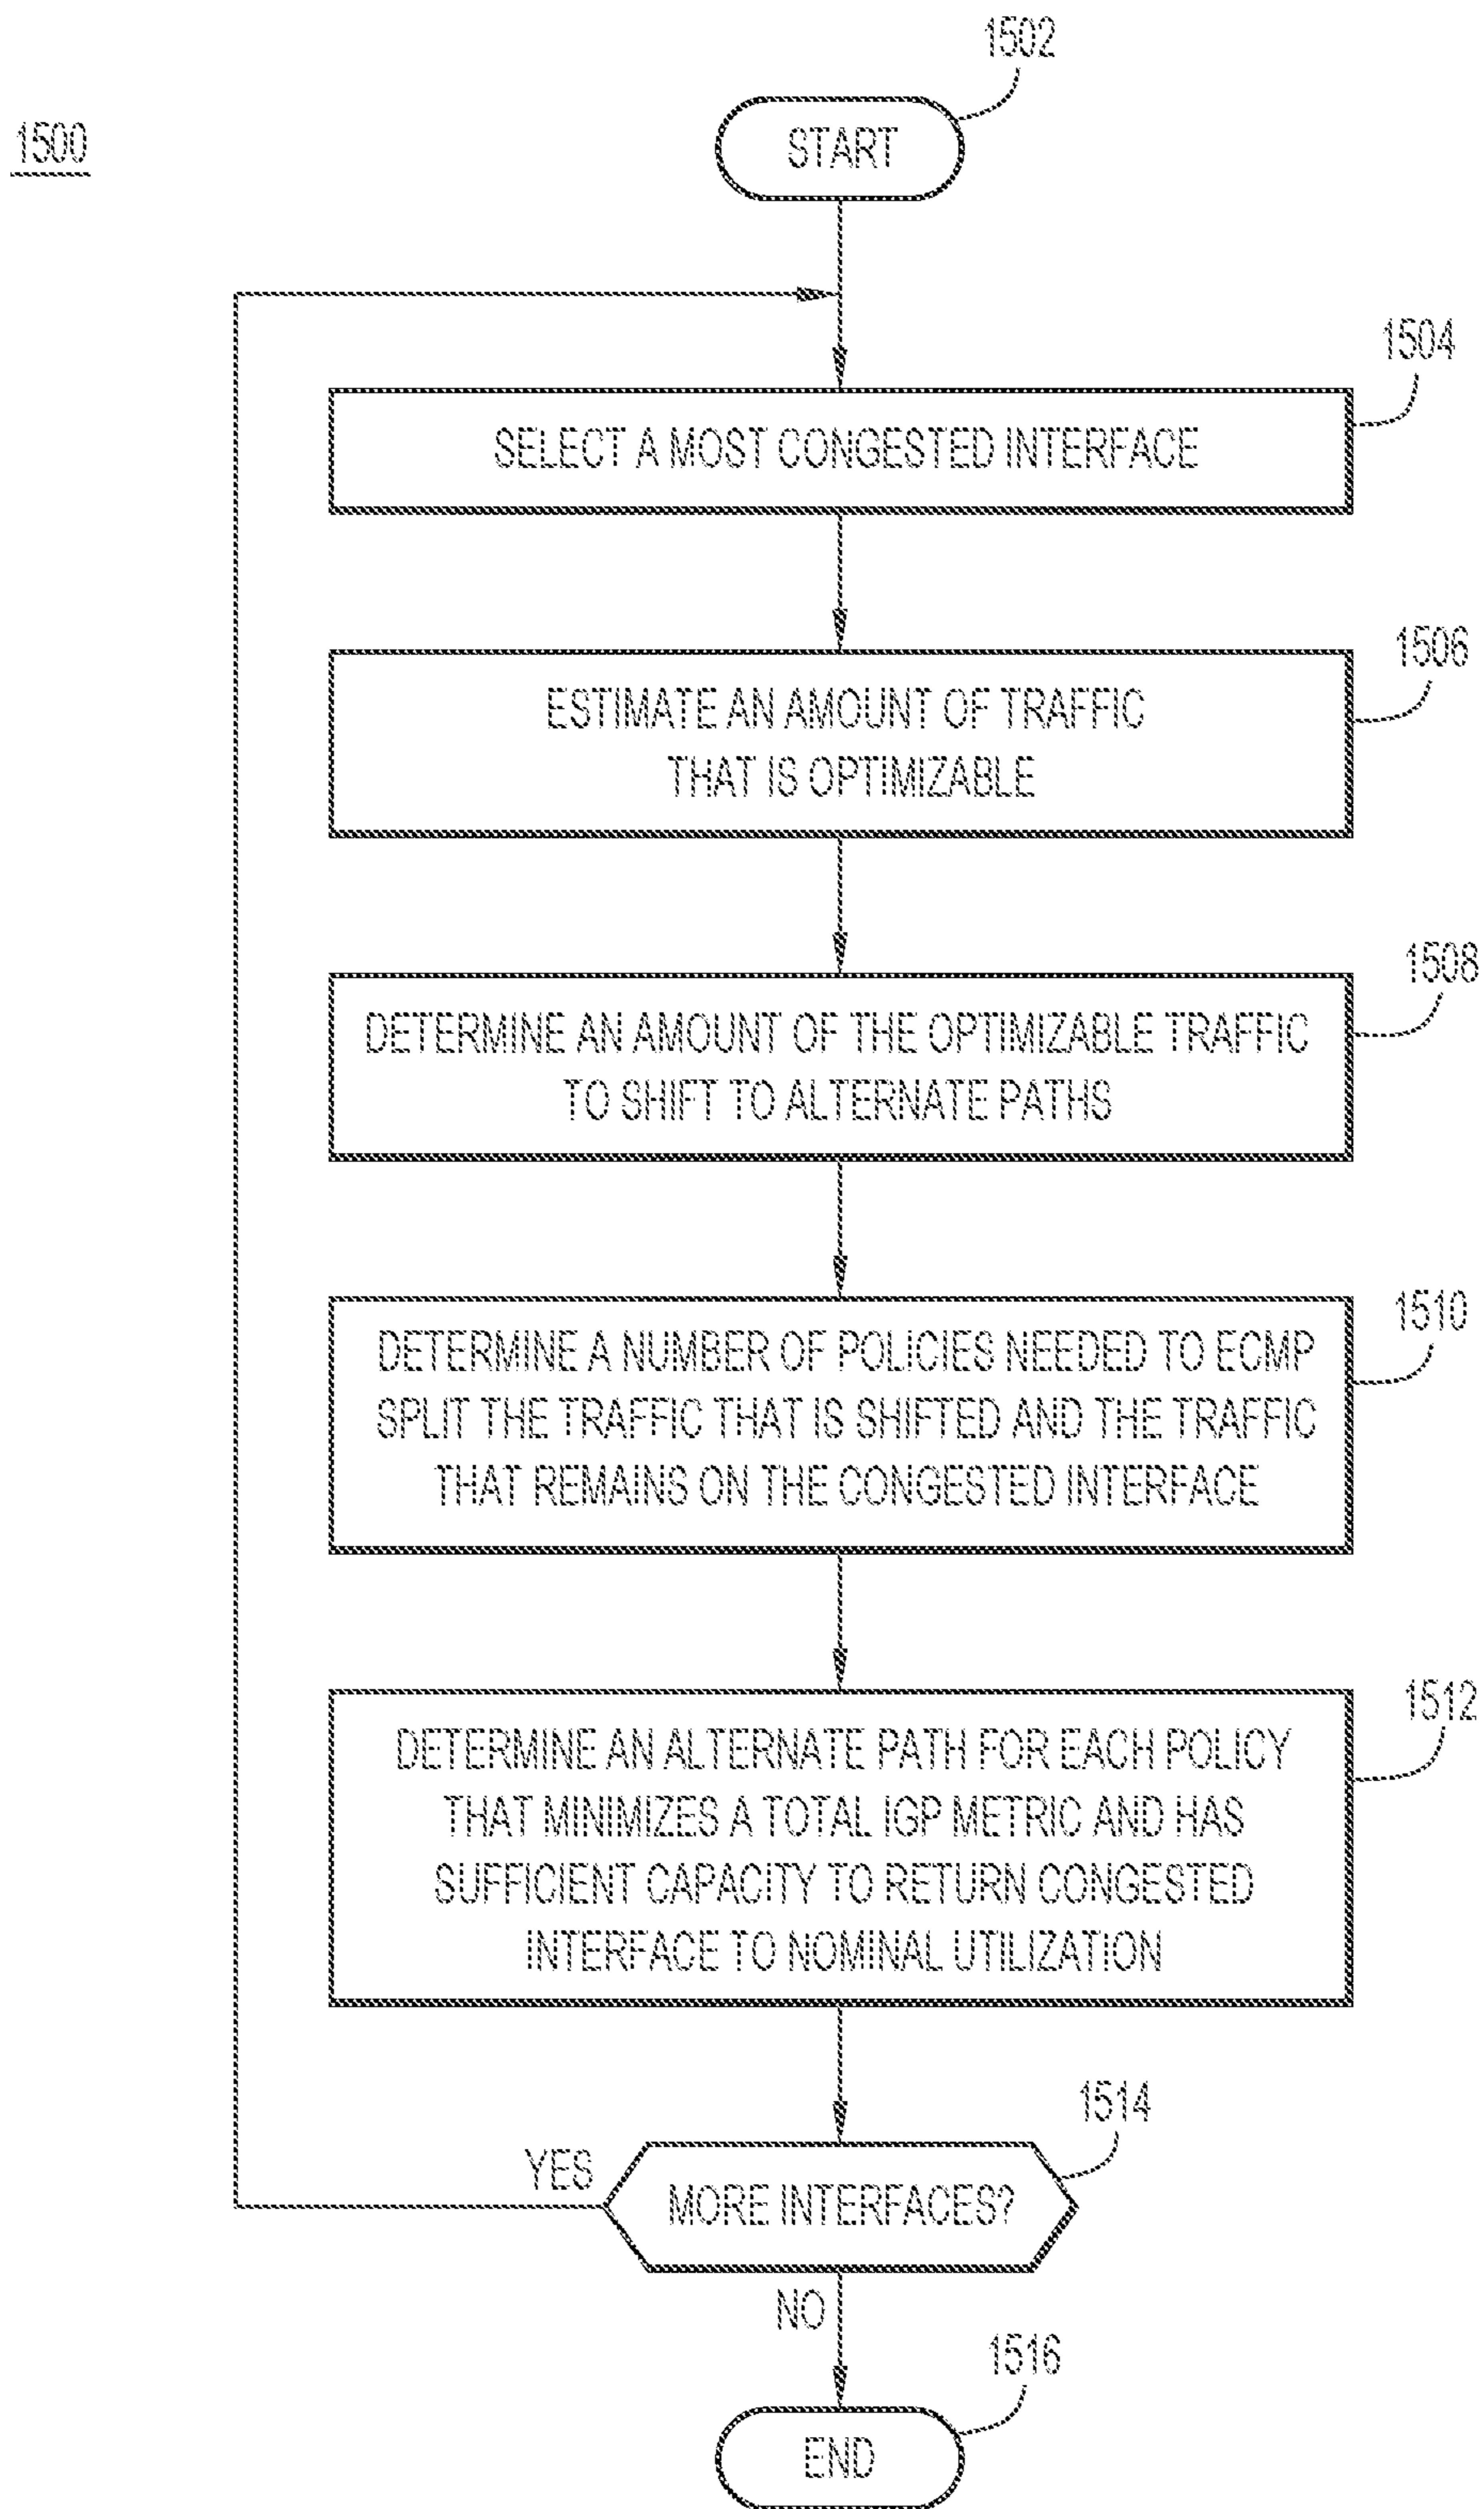 1502
1500
START
1504
SELECT A MOST CONGESTED INTERFACE
1506
ESTIMATE AN AMOUNT OF TRAFFIC
THAT IS OPTIMIZABLE
1508
DETERMINE AN AMOUNT OF THE OPTIMIZABLE TRAFFIC
TO SHIFT TO ALTERNATE PATHS
1510
DETERMINE A NUMBER OF POLICIES NEEDED TO ECMP
SPLIT THE TRAFFIC THAT IS SHIFTED AND THE TRAFFIC
THAT REMAINS ON THE CONGESTED INTERFACE
1512
DETERMINE AN ALTERNATE PATH FOR EACH POLICY
THAT MINIMIZES A TOTAL IGP METRIC AND HAS
SUFFICIENT CAPACITY TO RETURN CONGESTED
INTERFACE TO NOMINAL UTILIZATION
1514
YES
MORE INTERFACES?
NO
1516
END